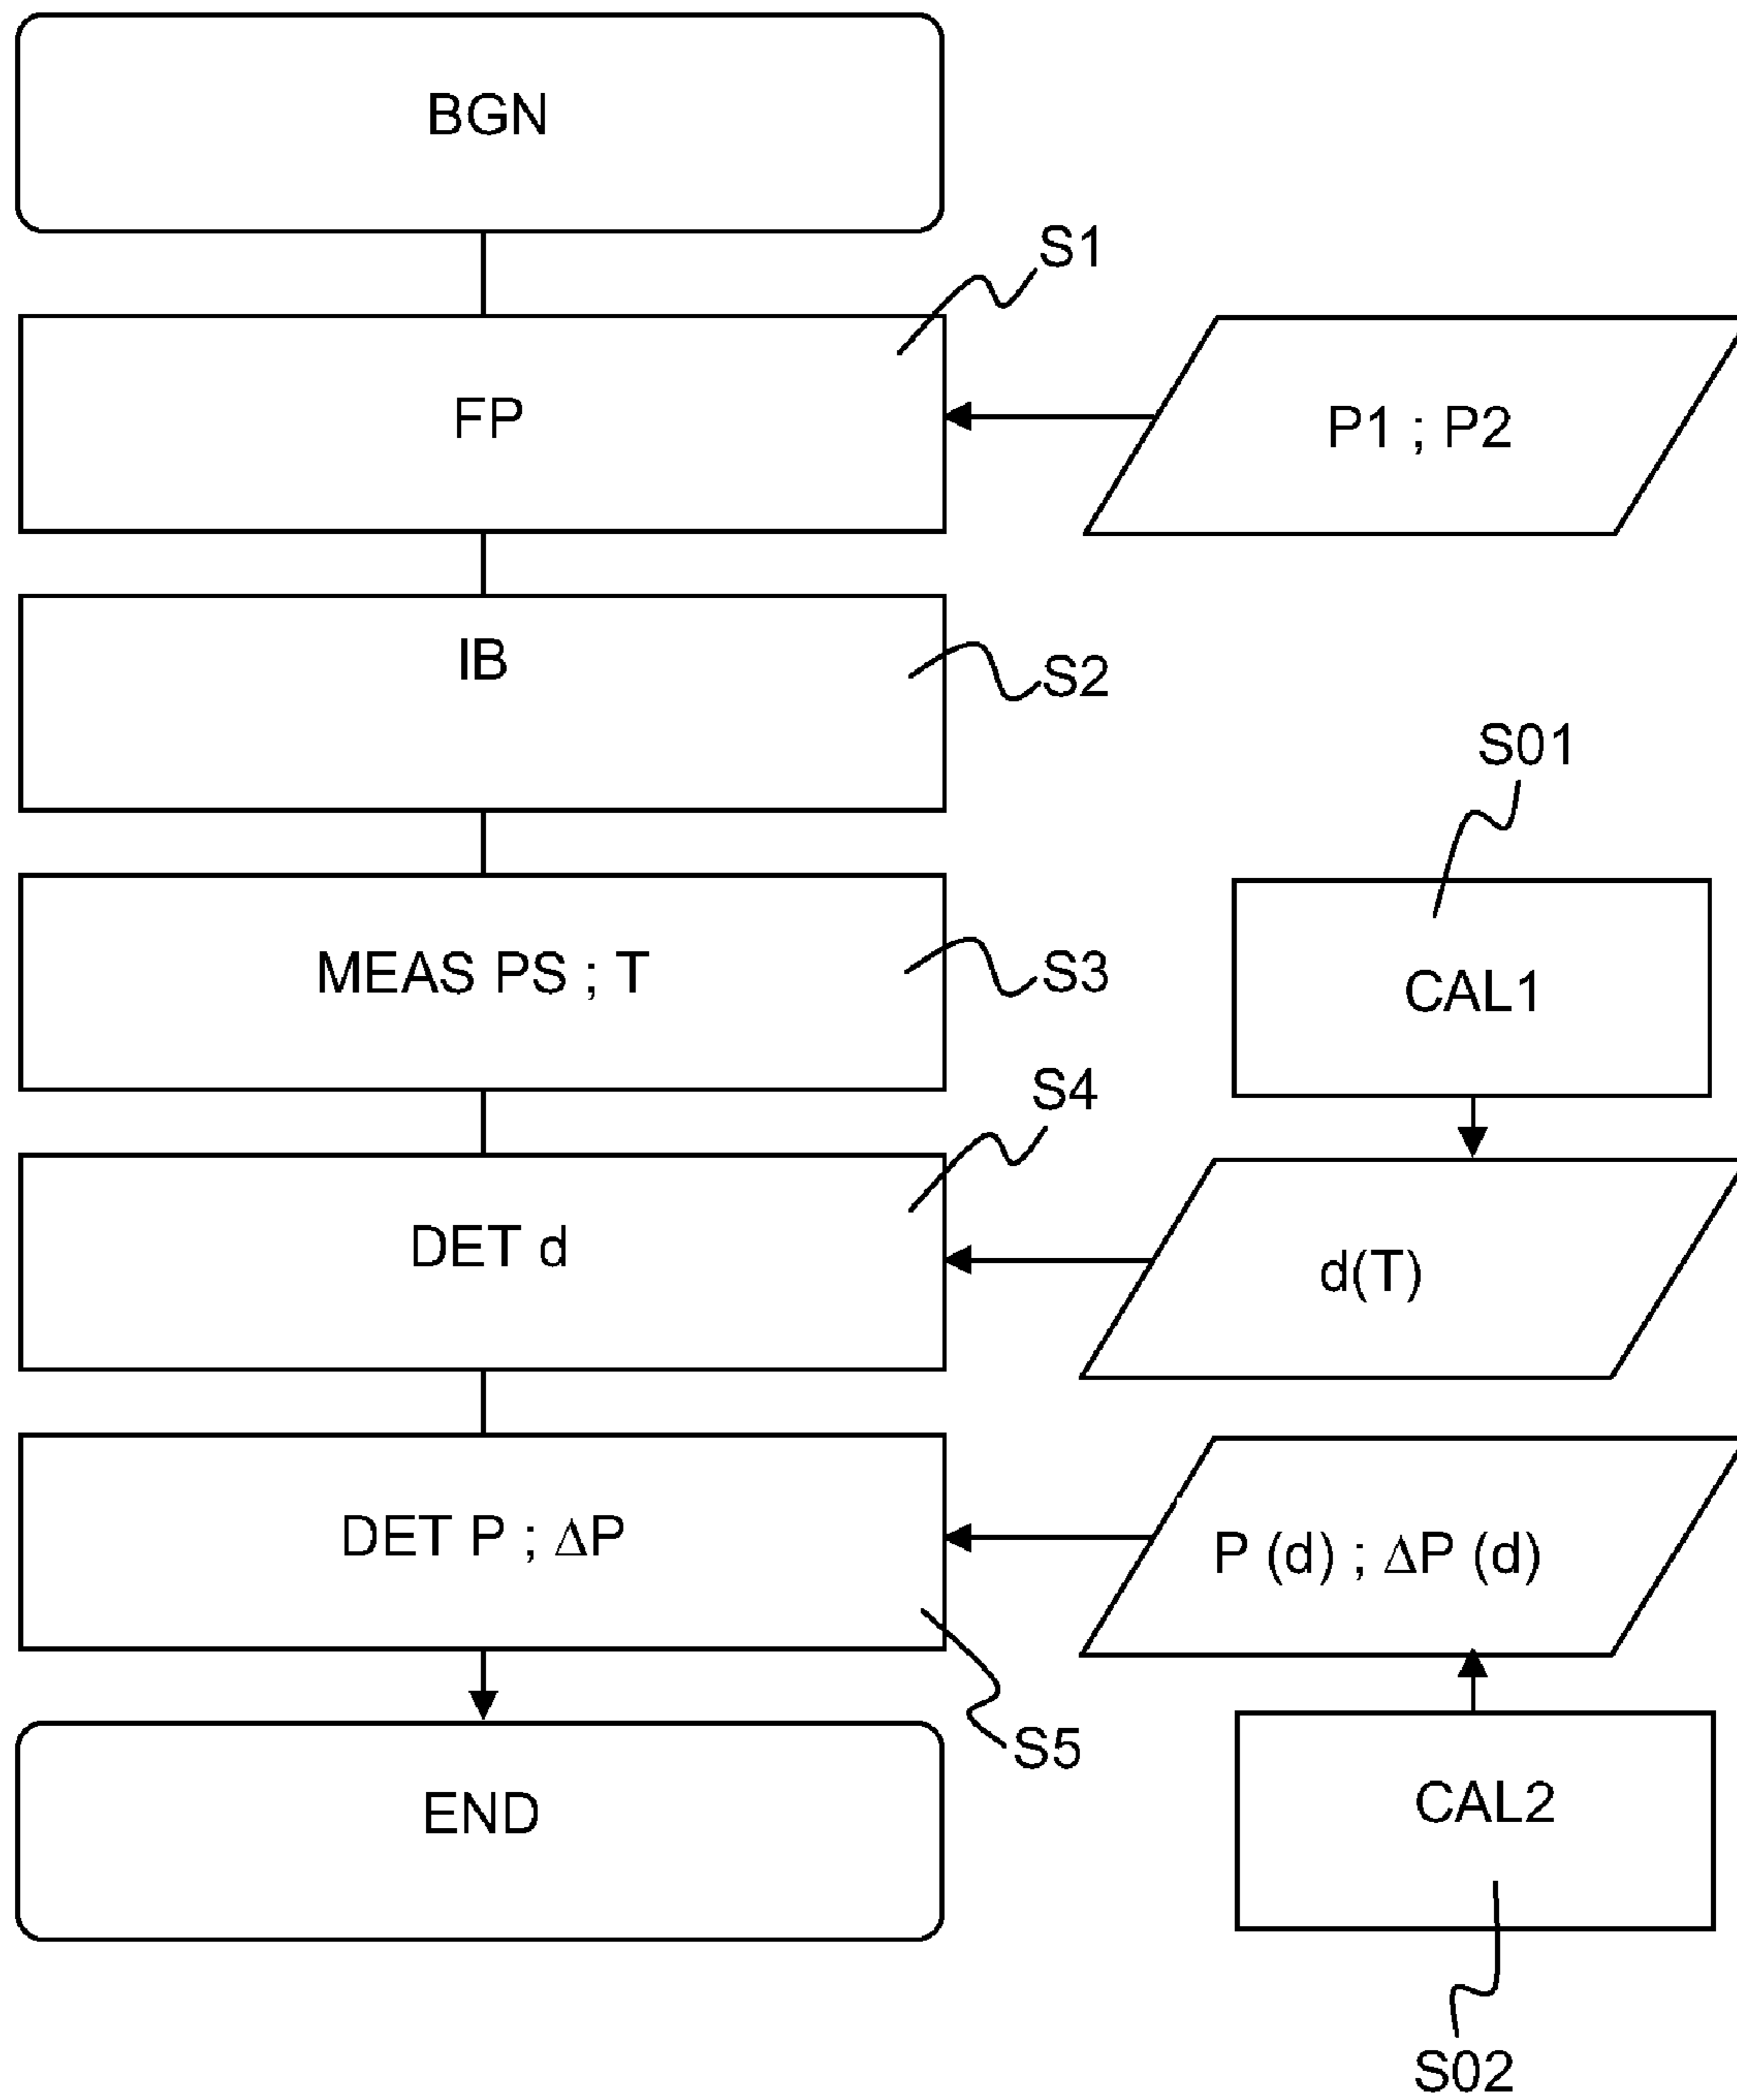 BGN
S1
FP
P1 ; P2
IB
S2
S01
MEAS PS ; T
S3
CAL1
S4
DET d
d(T)
DET P ; ΔP
P (d) ; ΔP (d)
S5
END
CAL2
S02